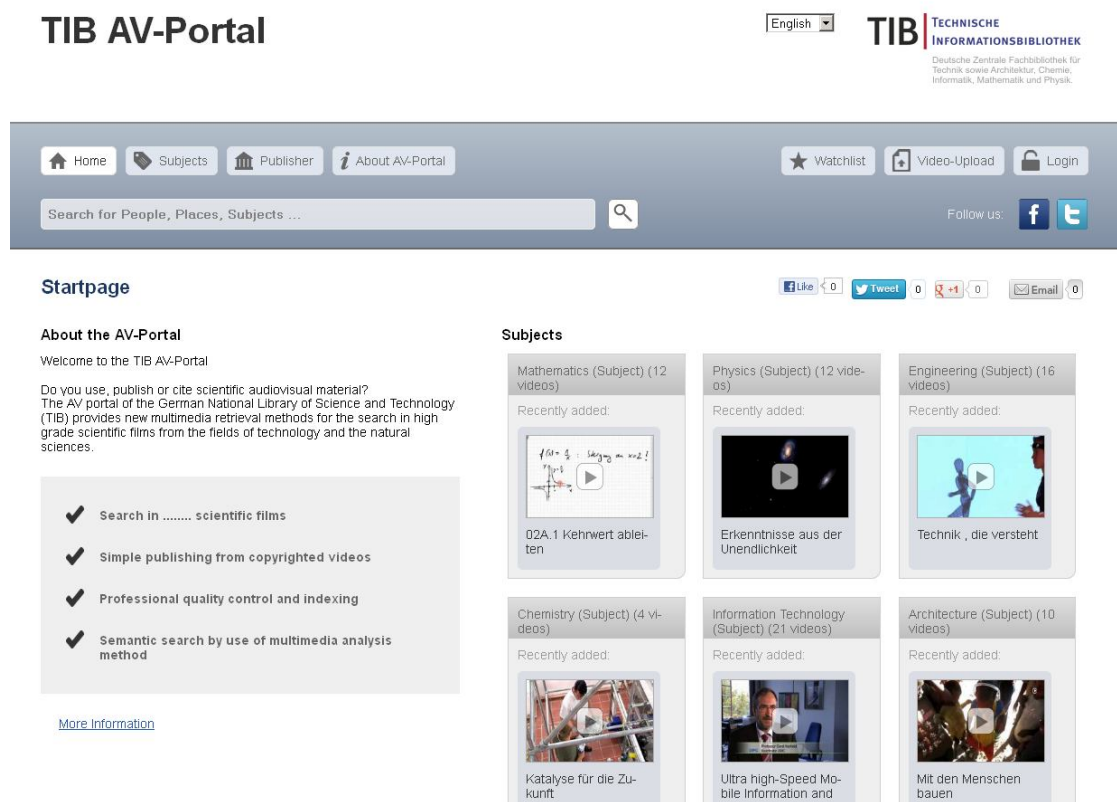 TIB AV-Portal
English
TIB
TECHNISCHE
INFORMATIONSBIBLIOTHEK
Deutsche Zentrale Fachbibliothek für
Technik sowie Architektur, Chemie,
Informatik, Mathematik und Physik.
Home
Subjects
Publisher
About AV-Portal
Watchlist
Video-Upload
Login
Search for People, Places, Subjects ...
Follow us:
Startpage
Like 0
Tweet 0
+1 0
Email 0
About the AV-Portal
Welcome to the TIB AV-Portal
Do you use, publish or cite scientific audiovisual material?
The AV portal of the German National Library of Science and Technology
(TIB) provides new multimedia retrieval methods for the search in high
grade scientific films from the fields of technology and the natural
sciences.
Search in ........ scientific films
Simple publishing from copyrighted videos
Professional quality control and indexing
Semantic search by use of multimedia analysis
method
More Information
Subjects
Mathematics (Subject) (12
videos)
Recently added:
02A.1 Kehrwert ablei-
ten
Physics (Subject) (12 vide-
os)
Recently added:
Erkenntnisse aus der
Unendlichkeit
Engineering (Subject) (16
videos)
Recently added:
Technik , die versteht
Chemistry (Subject) (4 vi-
deos)
Recently added:
Katalyse für die Zu-
kunft
Information Technology
(Subject) (21 videos)
Recently added:
Ultra high-Speed Mo-
bile Information and
Architecture (Subject) (10
videos)
Recently added:
Mit den Menschen
bauen